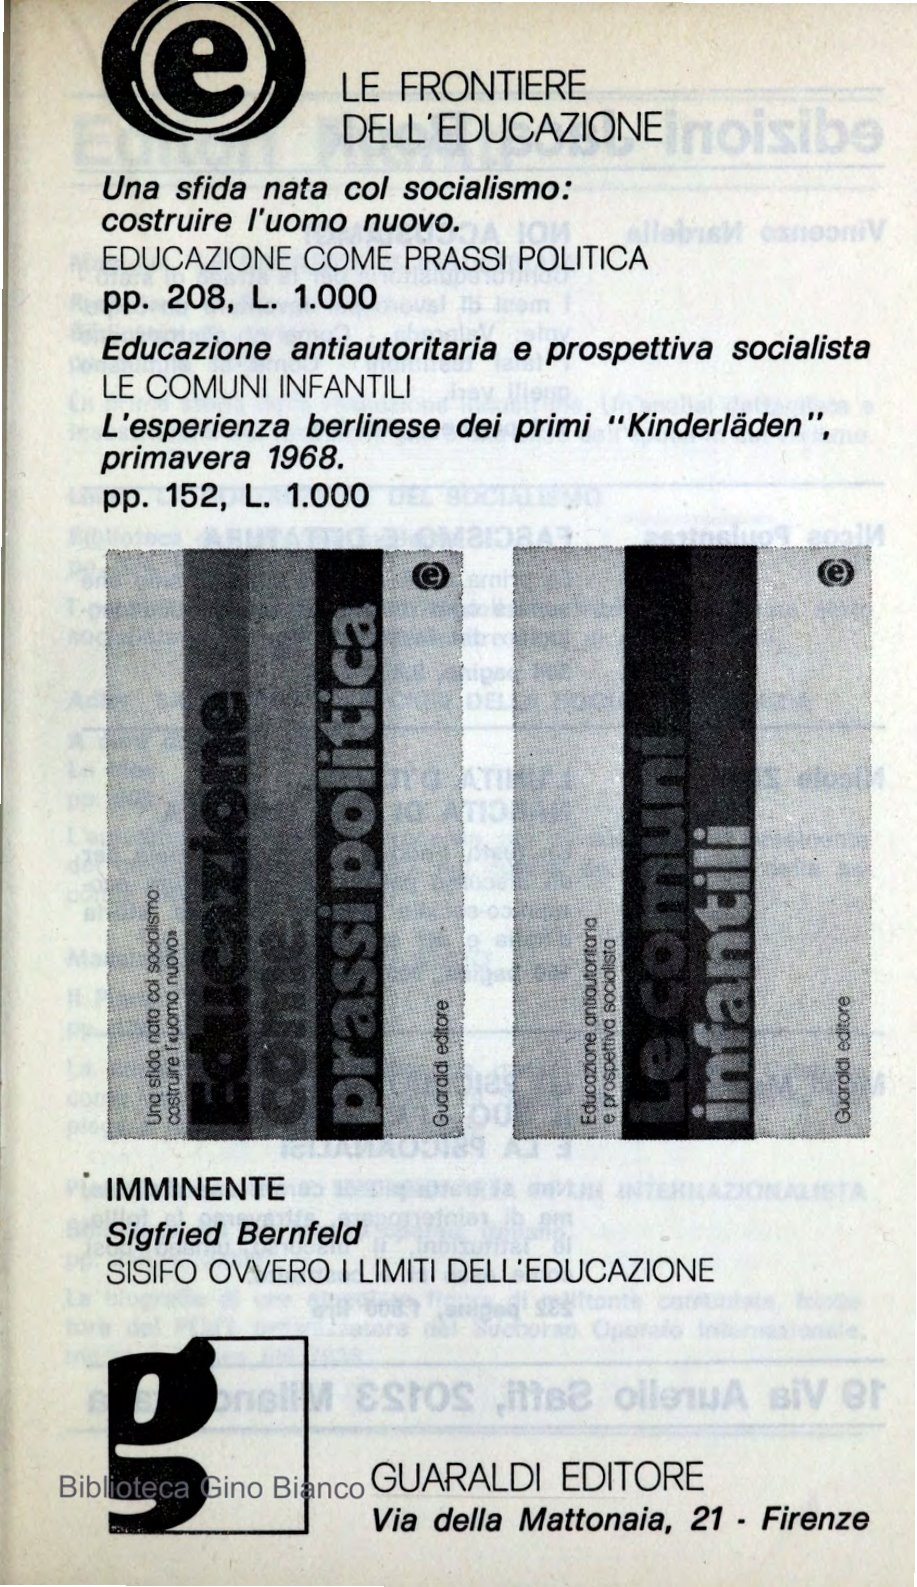 e
LE FRONTIERE
DELL'EDUCAZIONE
Una sfida nata col socialismo:
costruire l'uomo nuovo.
EDUCAZIONE COME PRASSI POLITICA
pp. 208, L. 1.000
Educazione antiautoritaria e prospettiva socialista
LE COMUNI INFANTILI
L'esperienza berlinese dei primi "Kinderläden",
primavera 1968.
pp. 152, L. 1.000
e
Una sfida nata col socialismo:
costruire l'uomo nuovo»
Educazione
come
prassi politica
Guaraldi editore
e
Educazione antiautoritaria
e prospettiva socialista
Le comuni
infantili
Guaraldi editore
IMMINENTE
Sigfried Bernfeld
SISIFO OVVERO I LIMITI DELL'EDUCAZIONE
g
Biblioteca Gino Bianco
GUARALDI EDITORE
Via della Mattonaia, 21 - Firenze